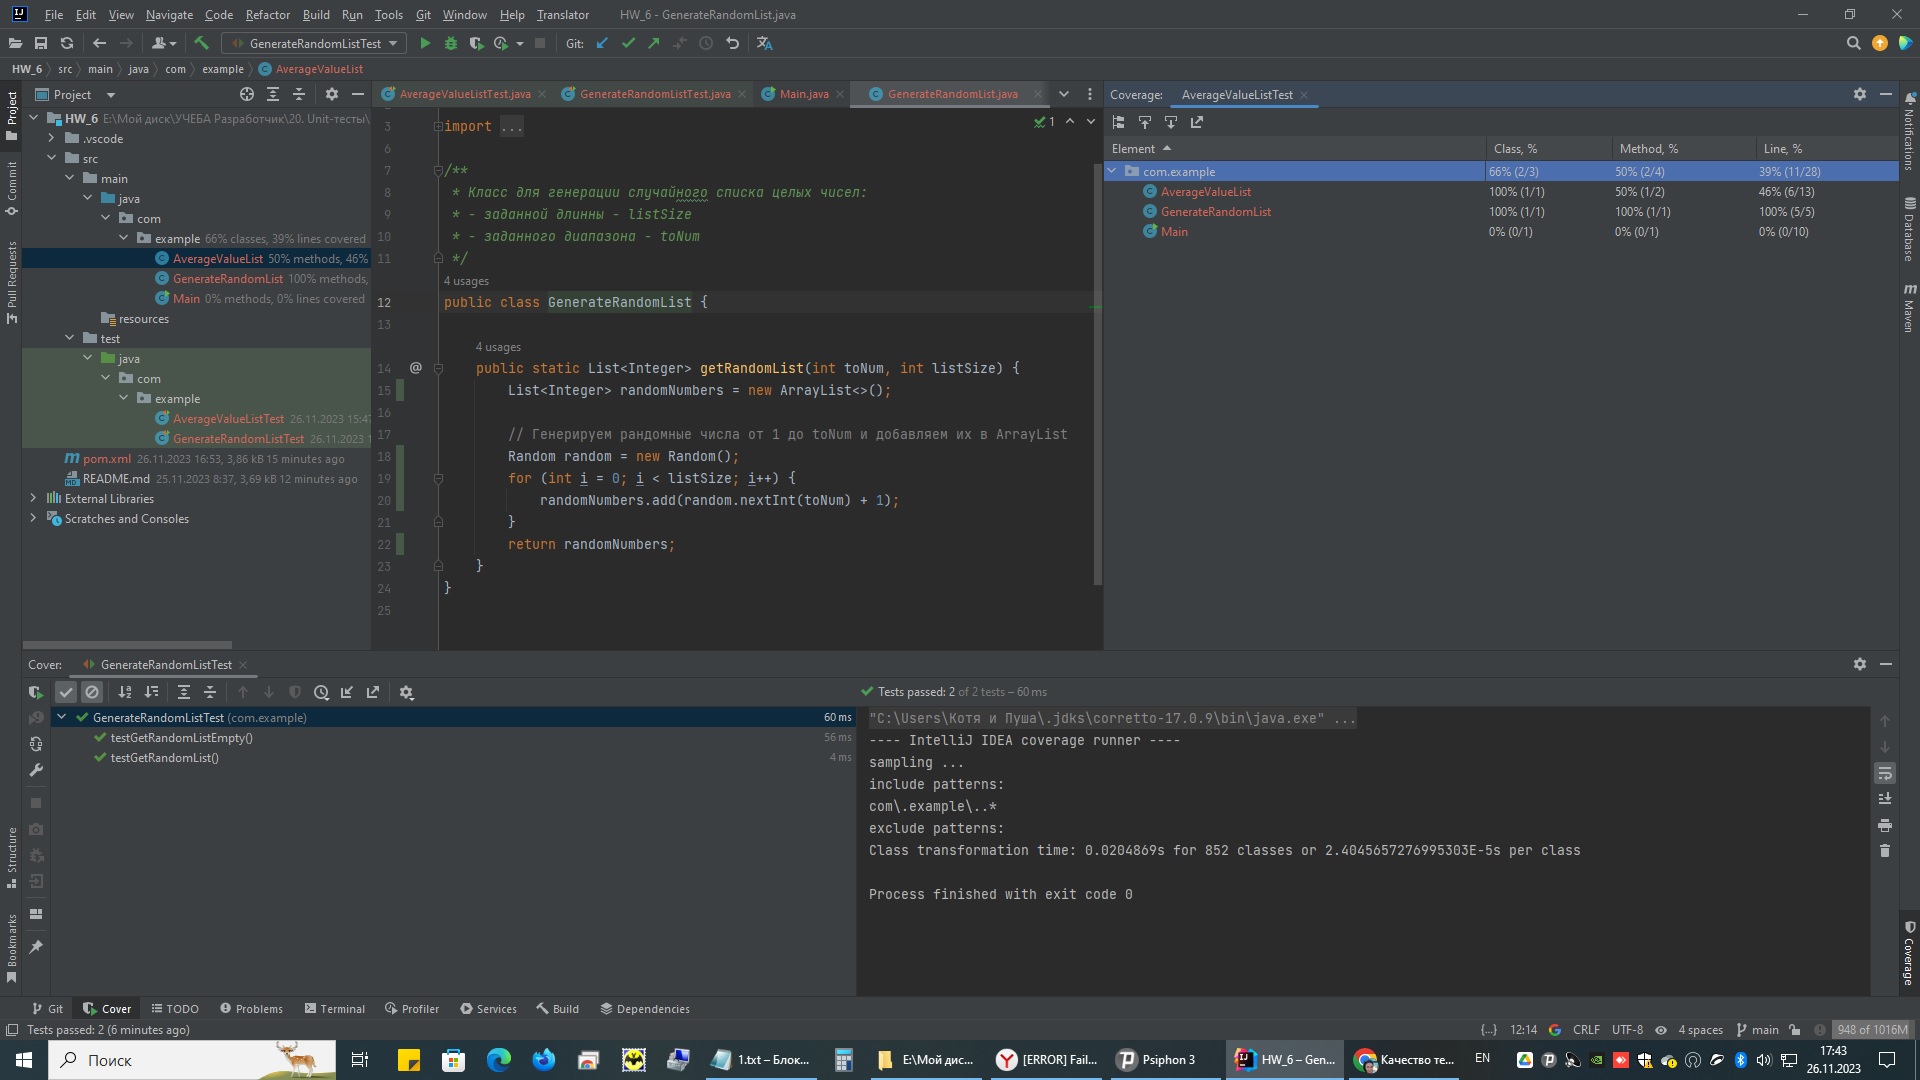 File Edit View Navigate Code Refactor Build Run Tools Git Window Help Translator HW_6 - GenerateRandomList.java
GenerateRandomListTest Git:
HW_6 src main java com example AverageValueList
Project
AverageValueListTest.java GenerateRandomListTest.java Main.java GenerateRandomList.java
HW_6 E:\Мой диск\УЧЕБА Разработчик\20. Unit-тесты\
.vscode
src
main
java
com
example 66% classes, 39% lines covered
AverageValueList 50% methods, 46%
GenerateRandomList 100% methods,
Main 0% methods, 0% lines covered
resources
test
java
com
example
AverageValueListTest 26.11.2023 15:47
GenerateRandomListTest 26.11.2023 1
pom.xml 26.11.2023 16:53, 3,86 kB 15 minutes ago
README.md 25.11.2023 8:37, 3,69 kB 12 minutes ago
External Libraries
Scratches and Consoles
Project
Commit
Pull Requests
Structure
Bookmarks
1
3 import ...
6
7 /**
8 * Класс для генерации случайного списка целых чисел:
9 * - заданной длинны - listSize
10 * - заданного диапазона - toNum
11 */
4 usages
12 public class GenerateRandomList {
13
4 usages
14 @ public static List<Integer> getRandomList(int toNum, int listSize) {
15 List<Integer> randomNumbers = new ArrayList<>();
16
17 // Генерируем рандомные числа от 1 до toNum и добавляем их в ArrayList
18 Random random = new Random();
19 for (int i = 0; i < listSize; i++) {
20 randomNumbers.add(random.nextInt(toNum) + 1);
21 }
22 return randomNumbers;
23 }
24 }
25
Coverage: AverageValueListTest
Element Class, % Method, % Line, %
com.example 66% (2/3) 50% (2/4) 39% (11/28)
AverageValueList 100% (1/1) 50% (1/2) 46% (6/13)
GenerateRandomList 100% (1/1) 100% (1/1) 100% (5/5)
Main 0% (0/1) 0% (0/1) 0% (0/10)
Notifications
Database
Maven
Coverage
Cover: GenerateRandomListTest
Tests passed: 2 of 2 tests – 60 ms
GenerateRandomListTest (com.example) 60 ms
testGetRandomListEmpty() 56 ms
testGetRandomList() 4 ms
"C:\Users\Котя и Пуша\.jdks\corretto-17.0.9\bin\java.exe" ...
---- IntelliJ IDEA coverage runner ----
sampling ...
include patterns:
com\.example\..*
exclude patterns:
Class transformation time: 0.0204869s for 852 classes or 2.4045657276995303E-5s per class
Process finished with exit code 0
Git Cover TODO Problems Terminal Profiler Services Build Dependencies
Tests passed: 2 (6 minutes ago) {...} 12:14 CRLF UTF-8 4 spaces main 948 of 1016M
Поиск 1.txt – Блок... E:\Мой дис... [ERROR] Fail... Psiphon 3 HW_6 – Gen... Качество те... EN 17:43
26.11.2023